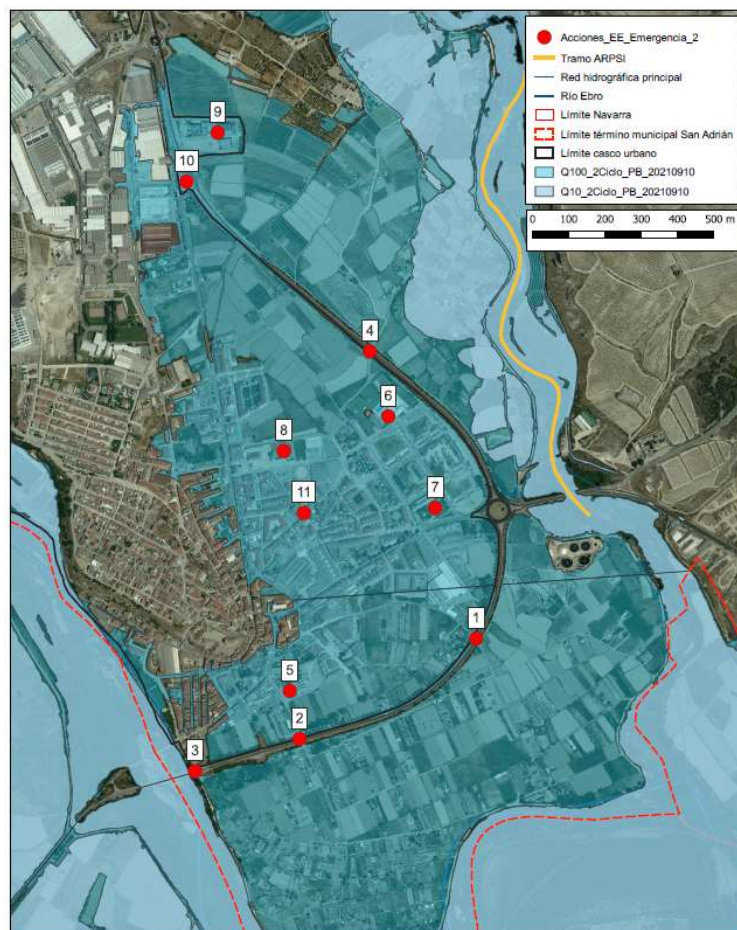 Acciones_EE_Emergencia_2
Tramo ARPSI
Red hidrográfica principal
Río Ebro
Límite Navarra
Límite término municipal San Adrián
Límite casco urbano
Q100_2Ciclo_PB_20210910
Q10_2Ciclo_PB_20210910
0 100 200 300 400 500 m
9
10
4
6
8
11
7
1
5
2
3